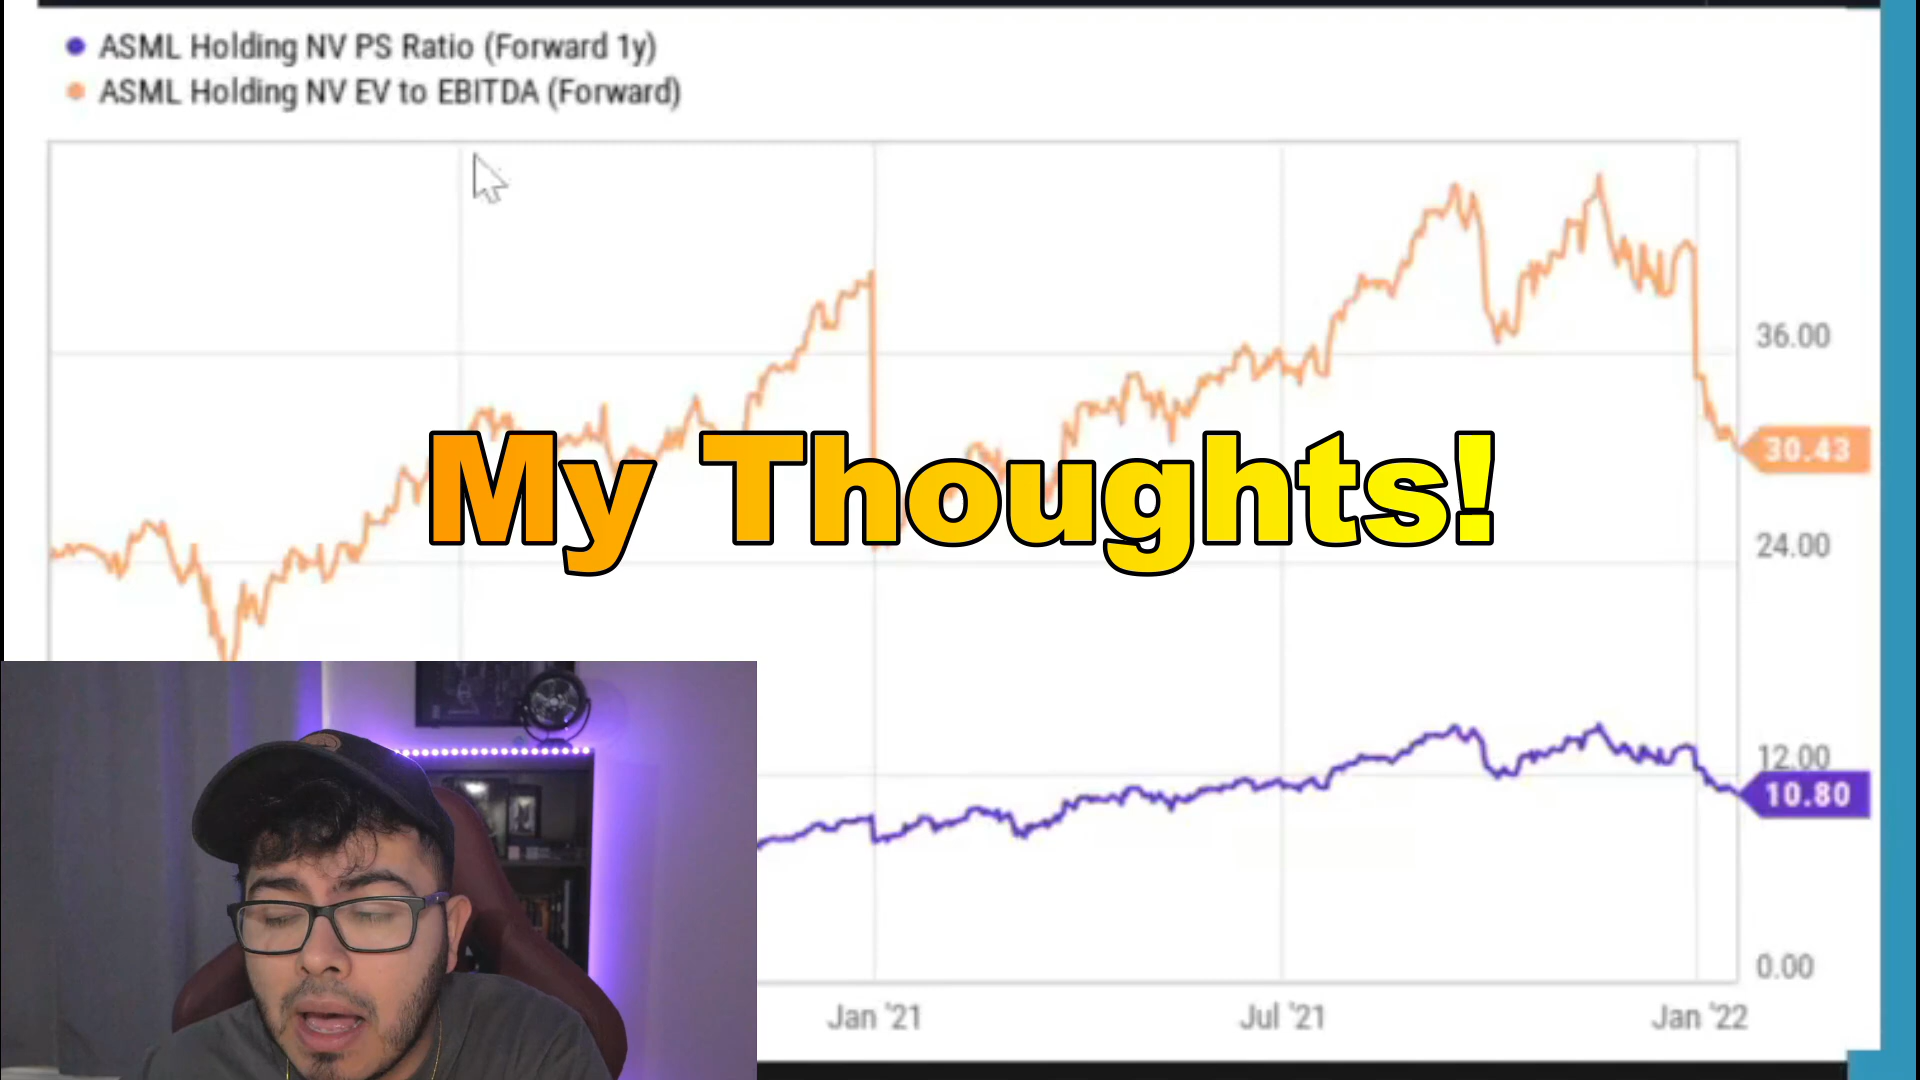 ASML Holding NV PS Ratio (Forward 1y)
ASML Holding NV EV to EBITDA (Forward)
36.00
30.43
My Thoughts!
24.00
12.00
10.80
0.00
Jan '21
Jul '21
Jan '22